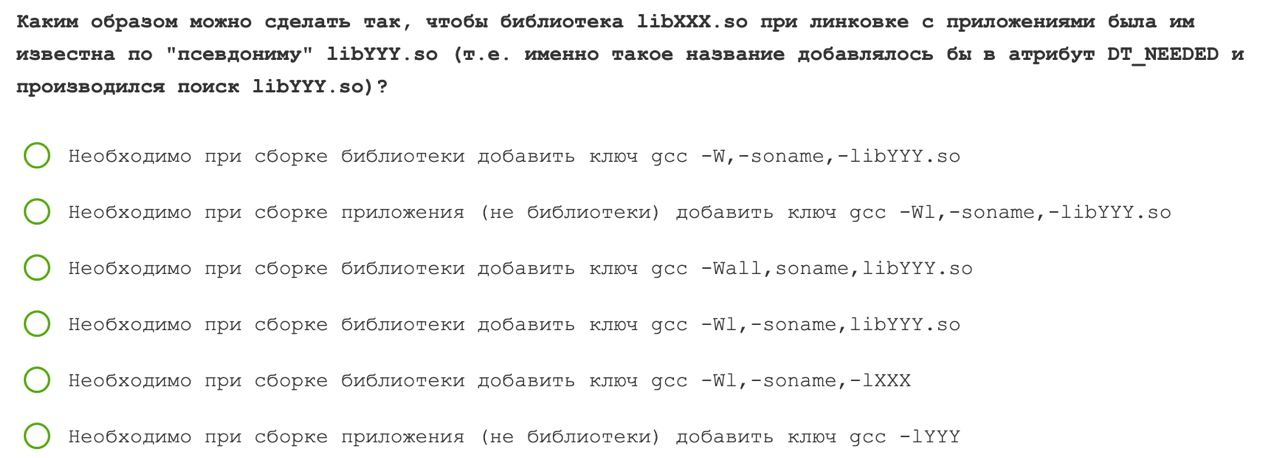 Каким образом можно сделать так, чтобы библиотека libXXX.so при линковке с приложениями была им
известна по "псевдониму" libYYY.so (т.е. именно такое название добавлялось бы в атрибут DT_NEEDED и
производился поиск libYYY.so)?
Необходимо при сборке библиотеки добавить ключ gcc -W,-soname,-libYYY.so
Необходимо при сборке приложения (не библиотеки) добавить ключ gcc -Wl,-soname,-libYYY.so
Необходимо при сборке библиотеки добавить ключ gcc -Wall,soname,libYYY.so
Необходимо при сборке библиотеки добавить ключ gcc -Wl,-soname,libYYY.so
Необходимо при сборке библиотеки добавить ключ gcc -Wl,-soname,-lXXX
Необходимо при сборке приложения (не библиотеки) добавить ключ gcc -lYYY